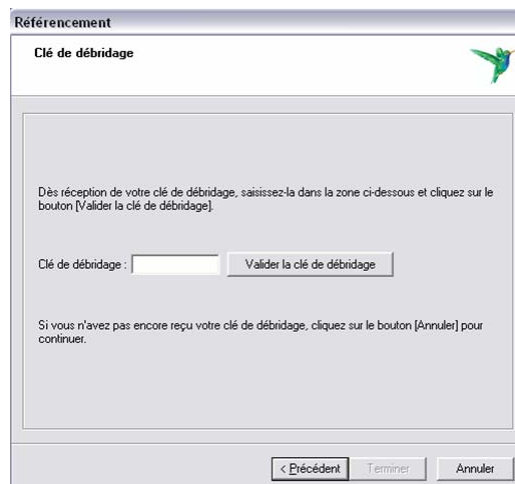 Référencement
Clé de débridage
Dès réception de votre clé de débridage, saisissez-la dans la zone ci-dessous et cliquez sur le
bouton [Valider la clé de débridage].
Clé de débridage : Valider la clé de débridage
Si vous n'avez pas encore reçu votre clé de débridage, cliquez sur le bouton [Annuler] pour
continuer.
< Précédent Terminer Annuler